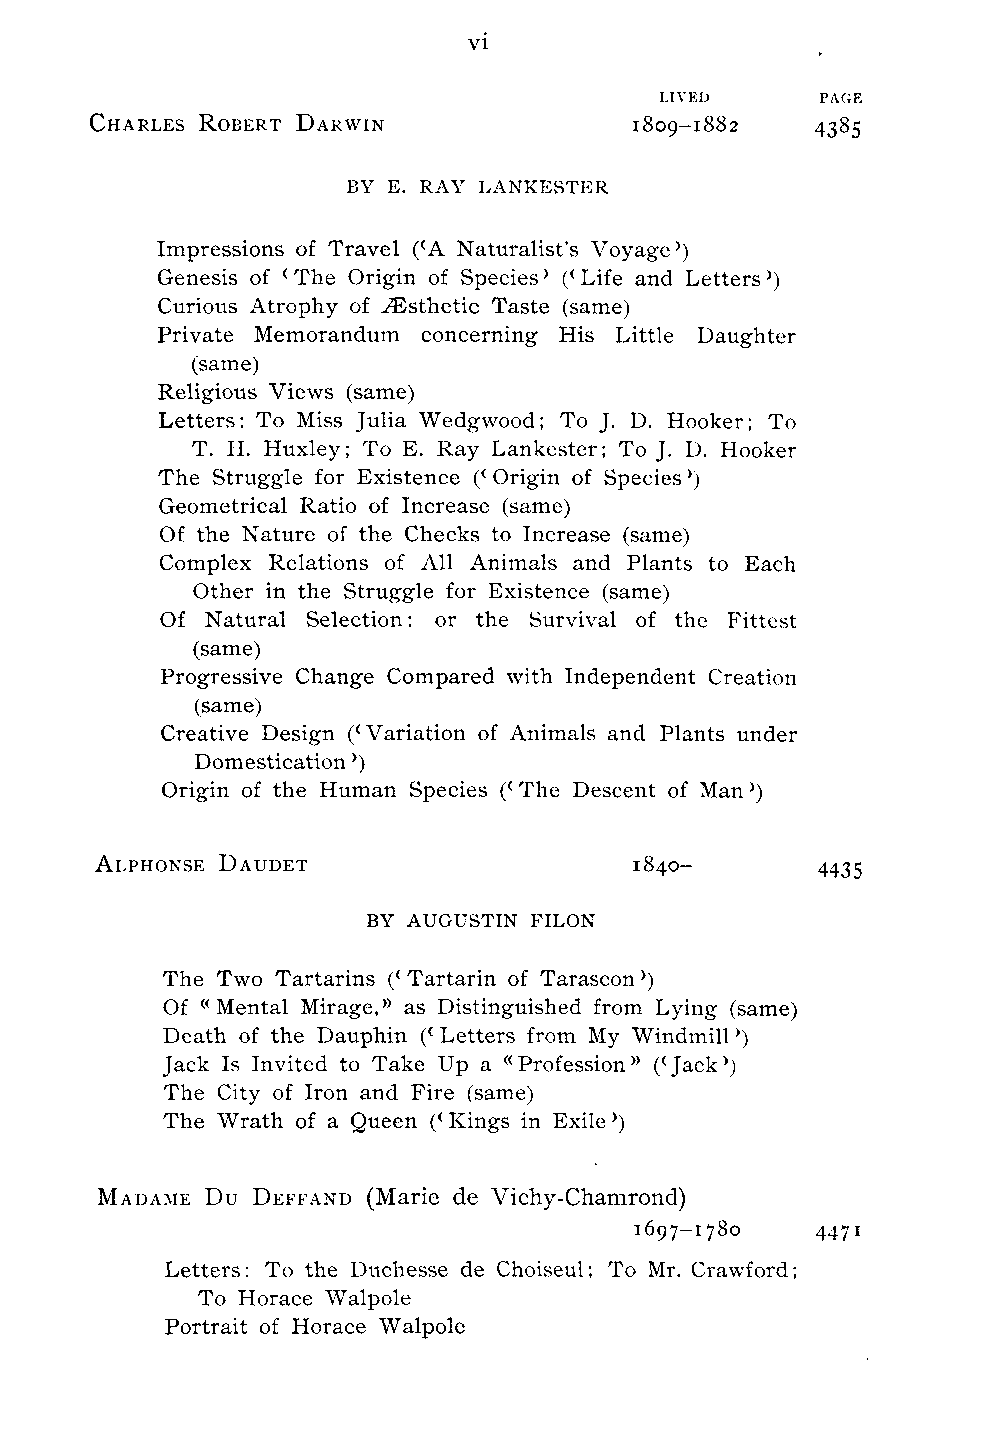 vi
LIVED PAGE
CHARLES ROBERT DARWIN 1809–1882 4385
BY E. RAY LANKESTER
Impressions of Travel (‘A Naturalist's Voyage’)
Genesis of ‘The Origin of Species’ (‘Life and Letters’)
Curious Atrophy of Æsthetic Taste (same)
Private Memorandum concerning His Little Daughter
(same)
Religious Views (same)
Letters: To Miss Julia Wedgwood; To J. D. Hooker; To
T. H. Huxley; To E. Ray Lankester; To J. D. Hooker
The Struggle for Existence (‘Origin of Species’)
Geometrical Ratio of Increase (same)
Of the Nature of the Checks to Increase (same)
Complex Relations of All Animals and Plants to Each
Other in the Struggle for Existence (same)
Of Natural Selection: or the Survival of the Fittest
(same)
Progressive Change Compared with Independent Creation
(same)
Creative Design (‘Variation of Animals and Plants under
Domestication’)
Origin of the Human Species (‘The Descent of Man’)
ALPHONSE DAUDET 1840– 4435
BY AUGUSTIN FILON
The Two Tartarins (‘Tartarin of Tarascon’)
Of “Mental Mirage,” as Distinguished from Lying (same)
Death of the Dauphin (‘Letters from My Windmill’)
Jack Is Invited to Take Up a “Profession” (‘Jack’)
The City of Iron and Fire (same)
The Wrath of a Queen (‘Kings in Exile’)
MADAME DU DEFFAND (Marie de Vichy-Chamrond)
1697–1780 4471
Letters: To the Duchesse de Choiseul; To Mr. Crawford;
To Horace Walpole
Portrait of Horace Walpole